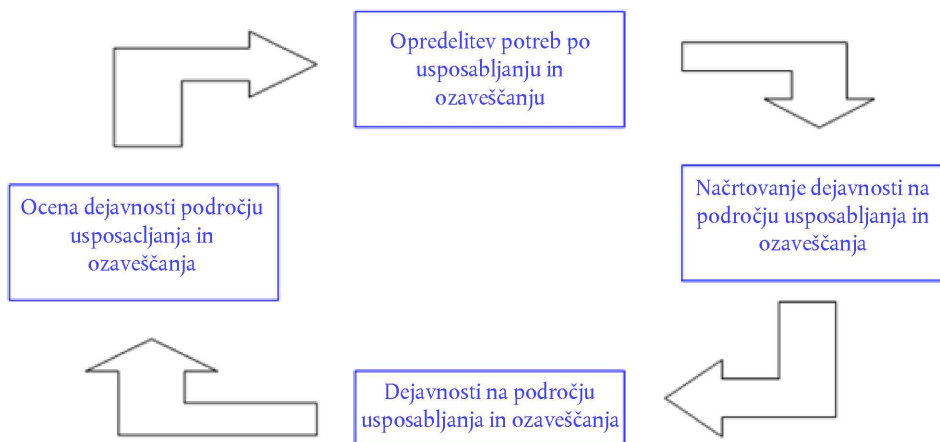 Opredelitev potreb po
usposabljanju in
ozaveščanju
Načrtovanje dejavnosti na
področju usposabljanja in
ozaveščanja
Dejavnosti na področju
usposabljanja in ozaveščanja
Ocena dejavnosti področju
usposacljanja in
ozaveščanja